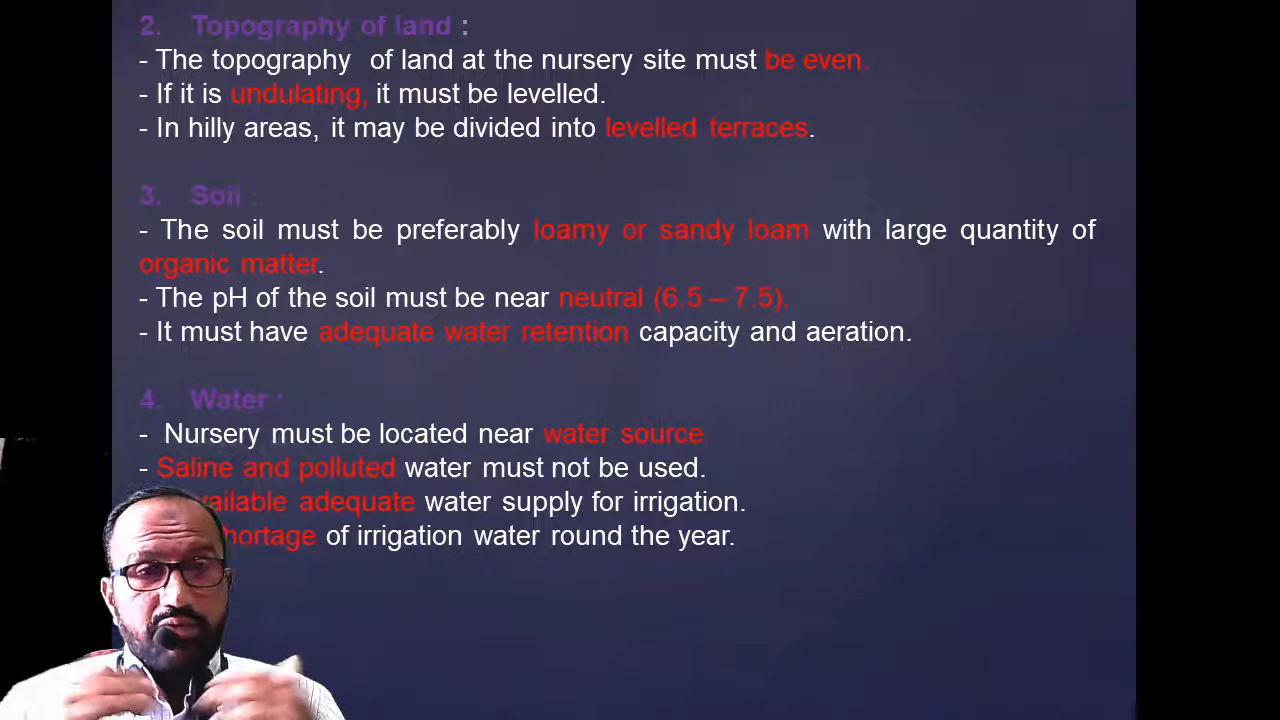 2. Topography of land :
- The topography of land at the nursery site must be even.
- If it is undulating, it must be levelled.
- In hilly areas, it may be divided into levelled terraces.
3. Soil :
- The soil must be preferably loamy or sandy loam with large quantity of
organic matter.
- The pH of the soil must be near neutral (6.5 – 7.5).
- It must have adequate water retention capacity and aeration.
4. Water :
- Nursery must be located near water source
- Saline and polluted water must not be used.
adequate water supply for irrigation.
of irrigation water round the year.